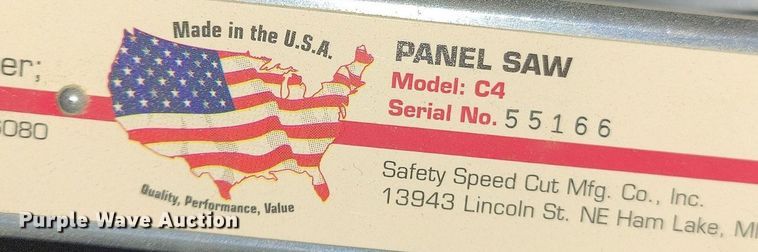 Made in the U.S.A.
er;
6080
Quality, Performance, Value
PANEL SAW
Model: C4
Serial No. 55166
Safety Speed Cut Mfg. Co., Inc.
13943 Lincoln St. NE Ham Lake, M
Purple Wave Auction